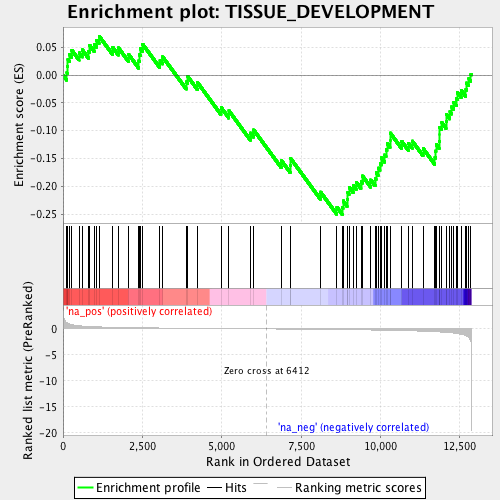 Enrichment plot: TISSUE_DEVELOPMENT
Enrichment score (ES)
0.05
0.00
-0.05
-0.10
-0.15
-0.20
-0.25
'na_pos' (positively correlated)
Ranked list metric (PreRanked)
0
-5
-10
-15
-20
Zero cross at 6412
'na_neg' (negatively correlated)
0
2,500
5,000
7,500
10,000
12,500
Rank in Ordered Dataset
Enrichment profile
Hits
Ranking metric scores